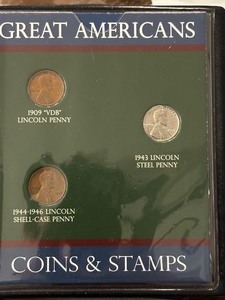 GREAT AMERICANS
1909 "VDB"
LINCOLN PENNY
1943 LINCOLN
STEEL PENNY
1944-1946 LINCOLN
SHELL-CASE PENNY
COINS & STAMPS